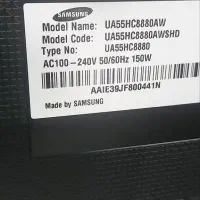 SAMSUNG
Model Name: UA55HC8880AW
Model Code: UA55HC8880AWSHD
Type No: UA55HC8880
AC100-240V 50/60Hz 150W
AAIE39JF800441N
Made by SAMSUNG